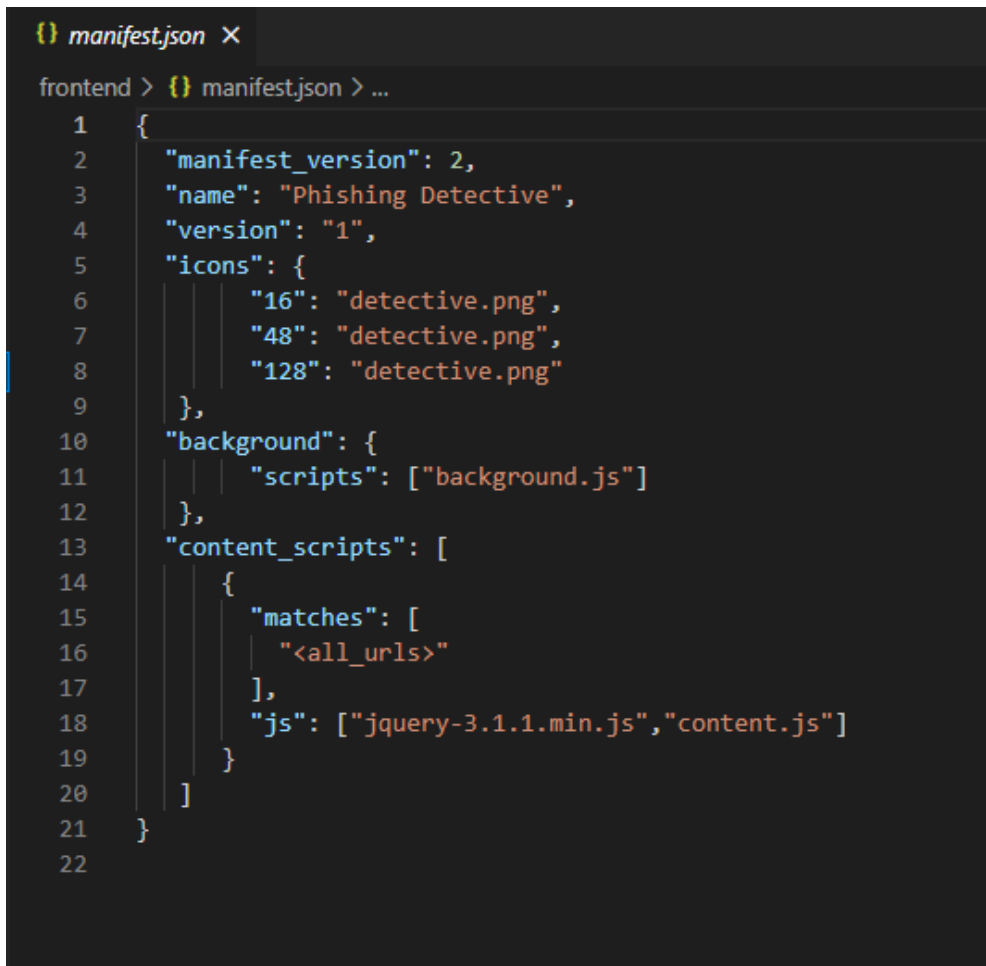 {} manifest.json ×
frontend > {} manifest.json > ...
1 {
2 "manifest_version": 2,
3 "name": "Phishing Detective",
4 "version": "1",
5 "icons": {
6 "16": "detective.png",
7 "48": "detective.png",
8 "128": "detective.png"
9 },
10 "background": {
11 "scripts": ["background.js"]
12 },
13 "content_scripts": [
14 {
15 "matches": [
16 "<all_urls>"
17 ],
18 "js": ["jquery-3.1.1.min.js","content.js"]
19 }
20 ]
21 }
22